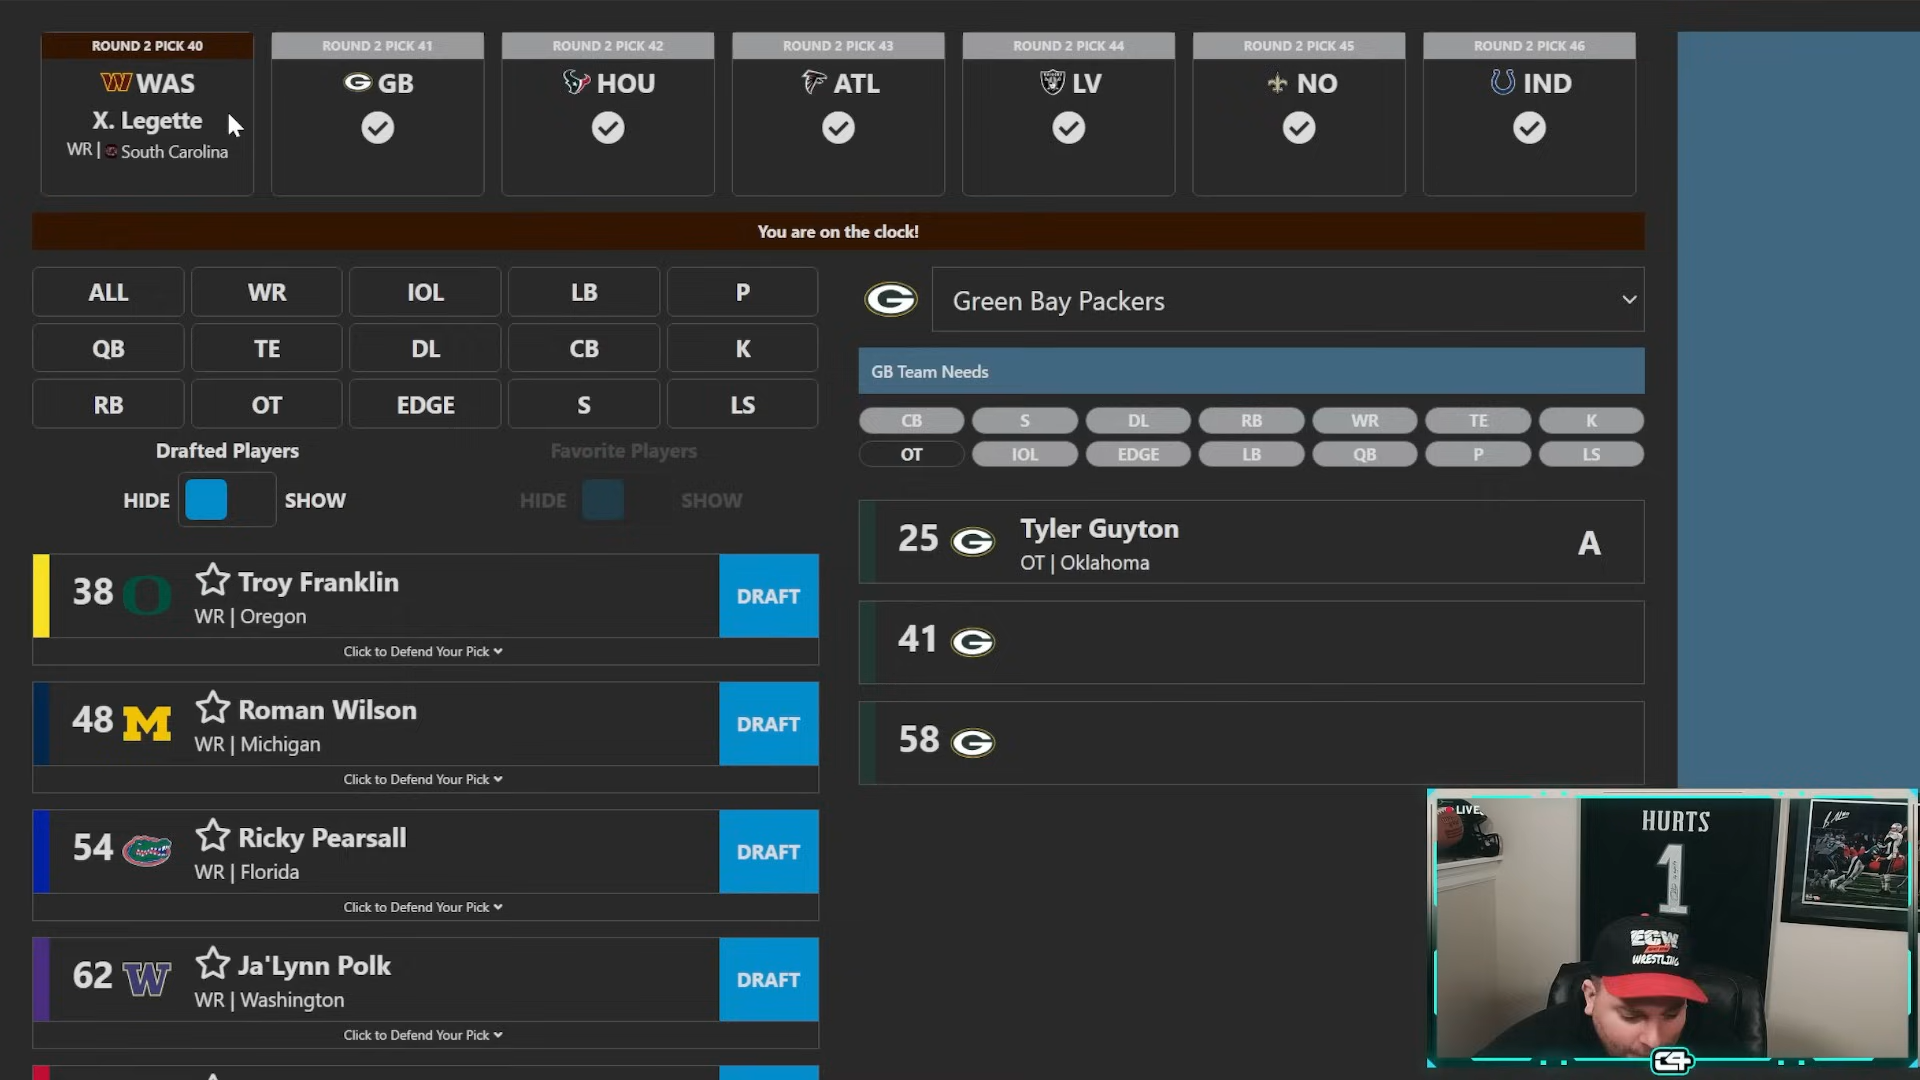 ROUND 2 PICK 40
WAS
X. Legette
WR | South Carolina
ROUND 2 PICK 41
GB
ROUND 2 PICK 42
HOU
ROUND 2 PICK 43
ATL
ROUND 2 PICK 44
LV
ROUND 2 PICK 45
NO
ROUND 2 PICK 46
IND
You are on the clock!
ALL WR IOL LB P
QB TE DL CB K
RB OT EDGE S LS
Drafted Players
HIDE SHOW
Favorite Players
HIDE SHOW
38 Troy Franklin
WR | Oregon
DRAFT
Click to Defend Your Pick
48 Roman Wilson
WR | Michigan
DRAFT
Click to Defend Your Pick
54 Ricky Pearsall
WR | Florida
DRAFT
Click to Defend Your Pick
62 Ja'Lynn Polk
WR | Washington
DRAFT
Click to Defend Your Pick
Green Bay Packers
GB Team Needs
CB S DL RB WR TE K
OT IOL EDGE LB QB P LS
25 Tyler Guyton
OT | Oklahoma
A
41
58
LIVE
HURTS
1
ECW
WRESTLING
C4